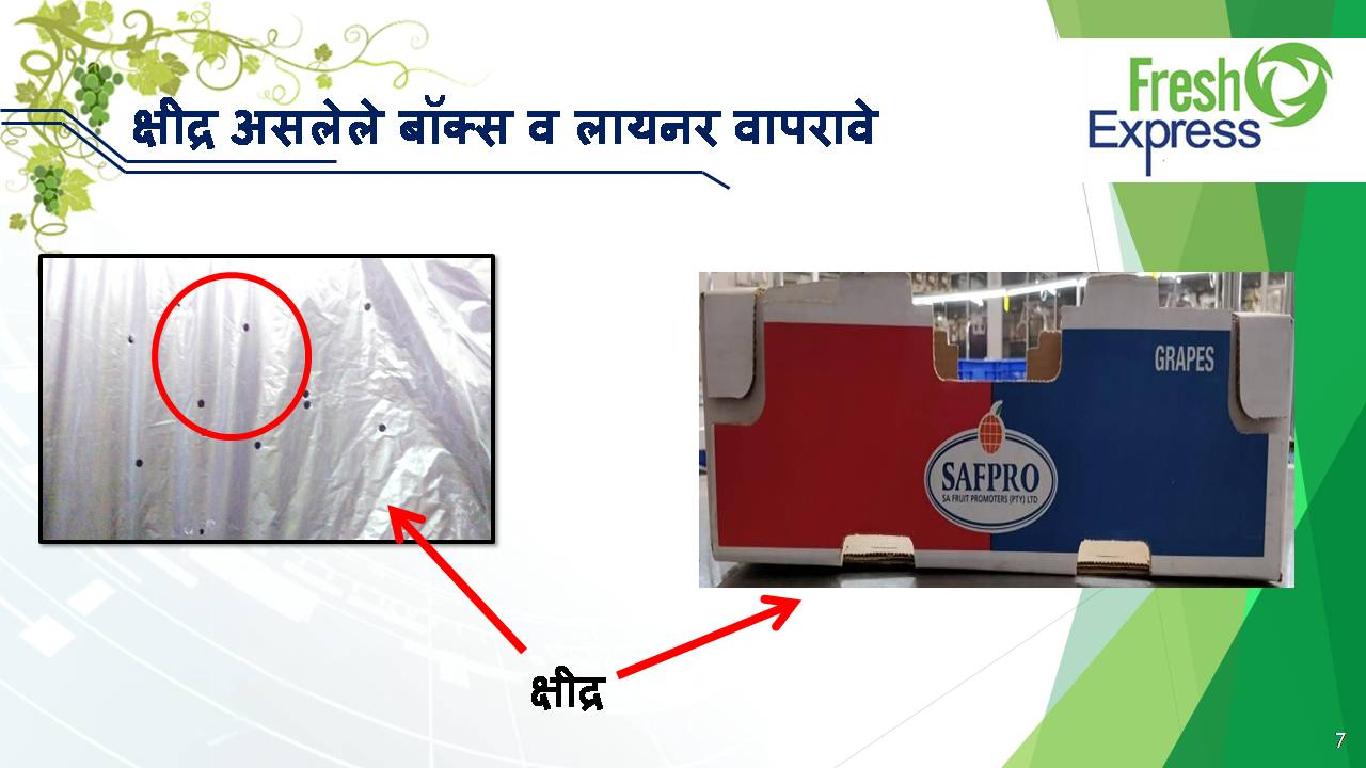 क्षीद्र असलेले बॉक्स व लायनर वापरावे
Fresh
Express
GRAPES
SAFPRO
SA FRUIT PROMOTERS (PTY) LTD
क्षीद्र
7